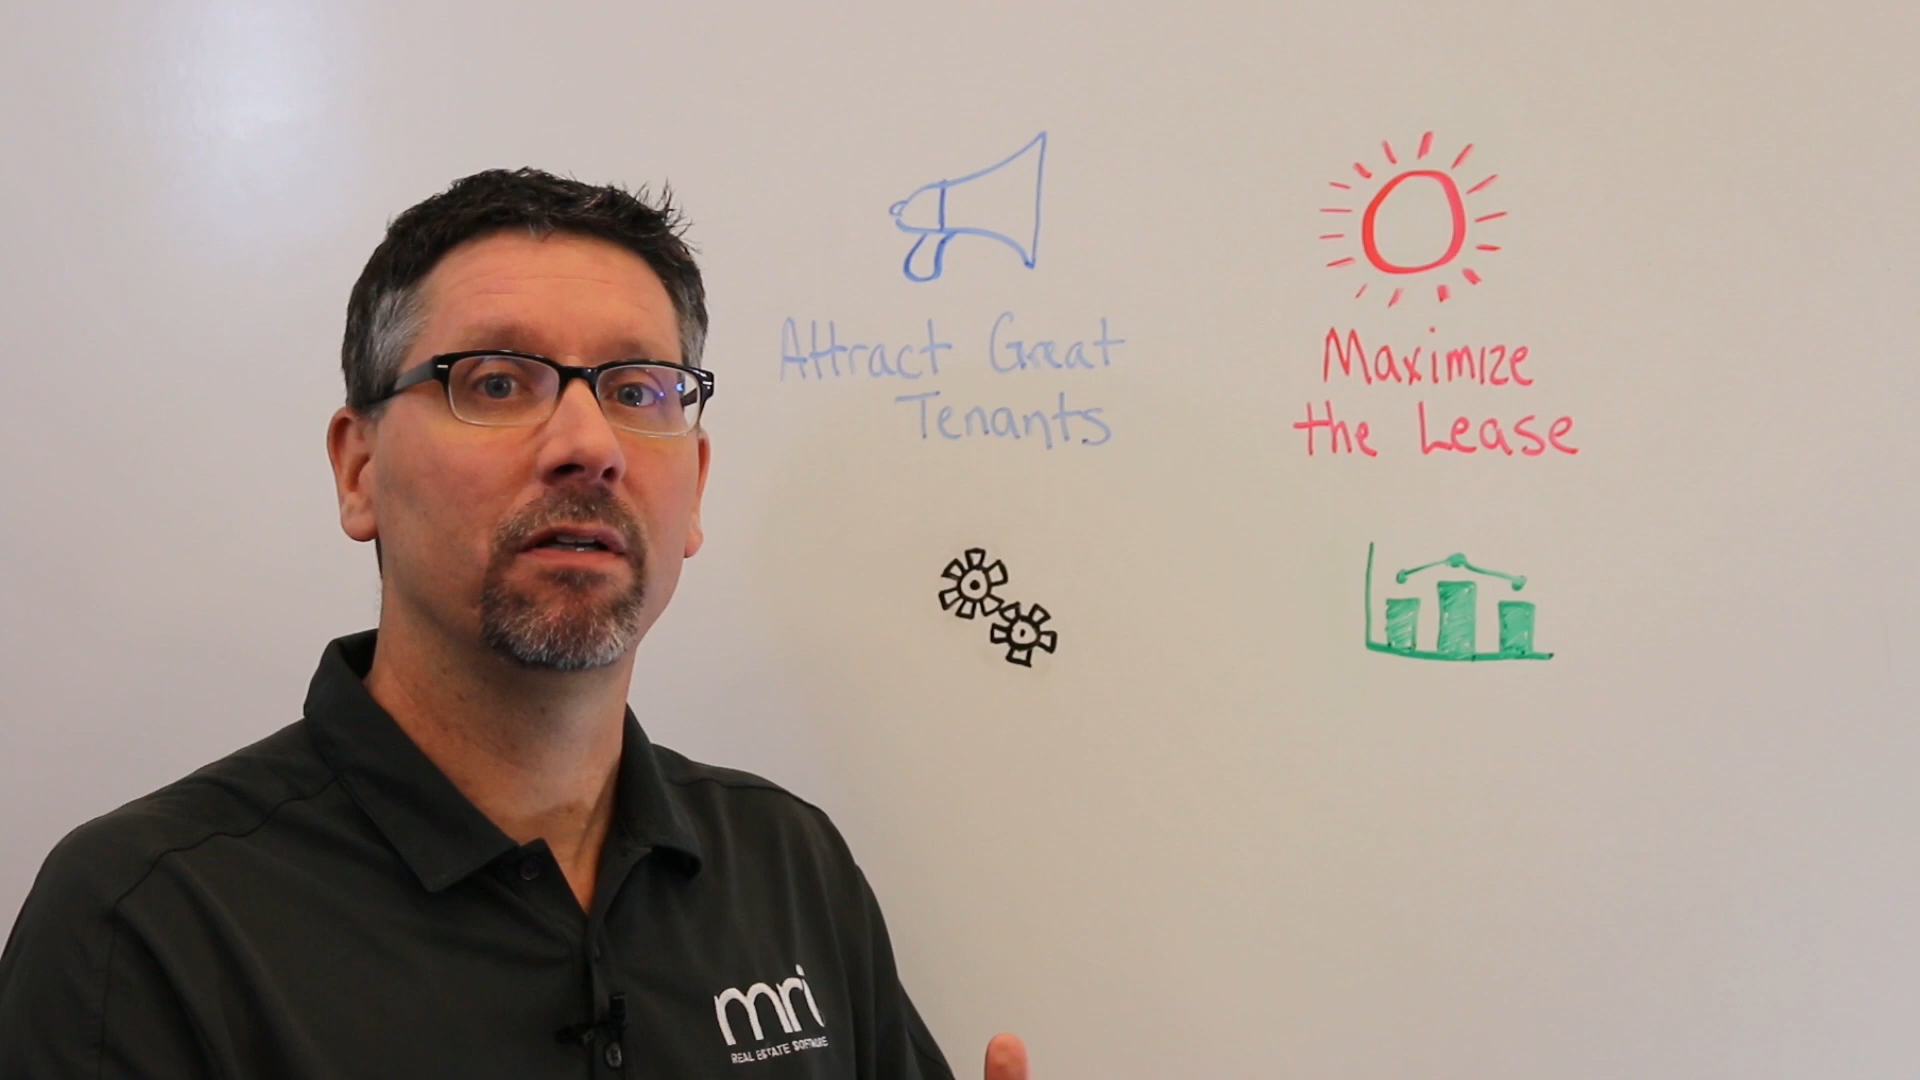 Attract Great
Tenants
Maximize
the Lease
mri
REAL ESTATE SOFTWARE